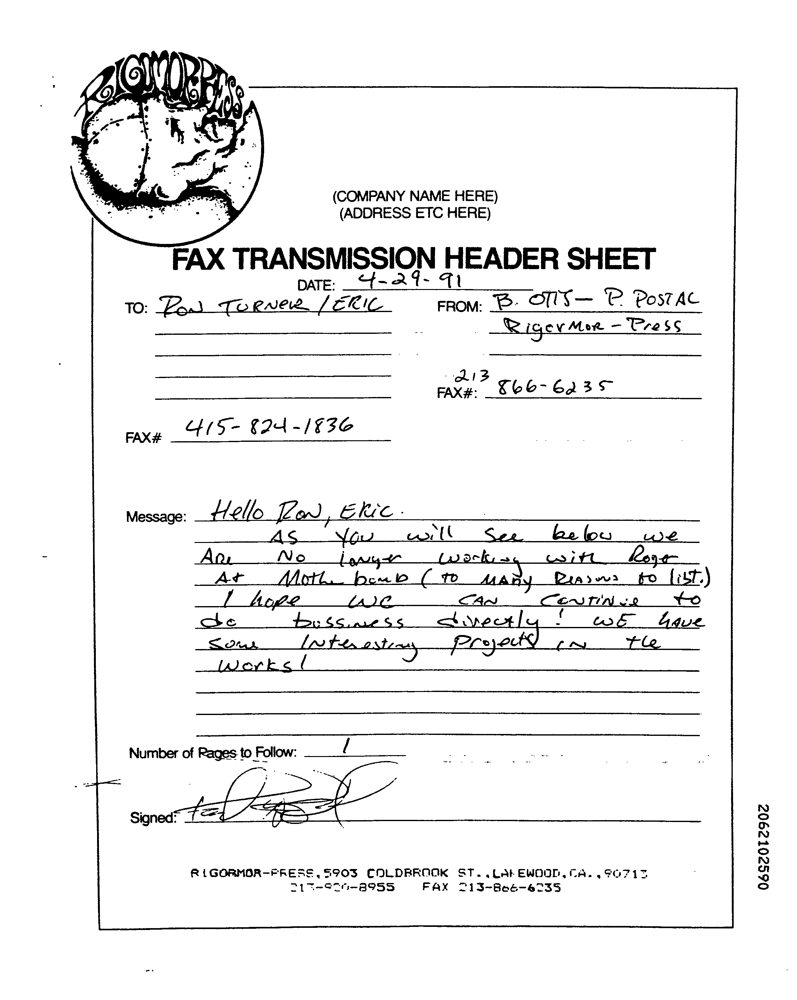 RIGOMORPRESS
(COMPANY NAME HERE)
(ADDRESS ETC HERE)
FAX TRANSMISSION HEADER SHEET
DATE: 4-29-91
TO: RON TURNER / ERIC
FROM: B. OTIS - P. POSTAL
RigerMor - Press
FAX#: 213 866-6235
FAX# 415-824-1836
Message: Hello Ron, Eric.
AS You will See below we
Are No longer working with Roger
At Mothe bomb (to MANY Reasons to list.)
I hope WE CAN CONTINUE to
do bussiness directly! WE HAVE
Some Interesting Projects IN the
Works!
Number of Pages to Follow: 1
Signed:
RIGORMOR-PRESS, 5903 COLDBROOK ST., LAKEWOOD, CA., 90713
213-920-8955 FAX 213-866-6235
2062102590